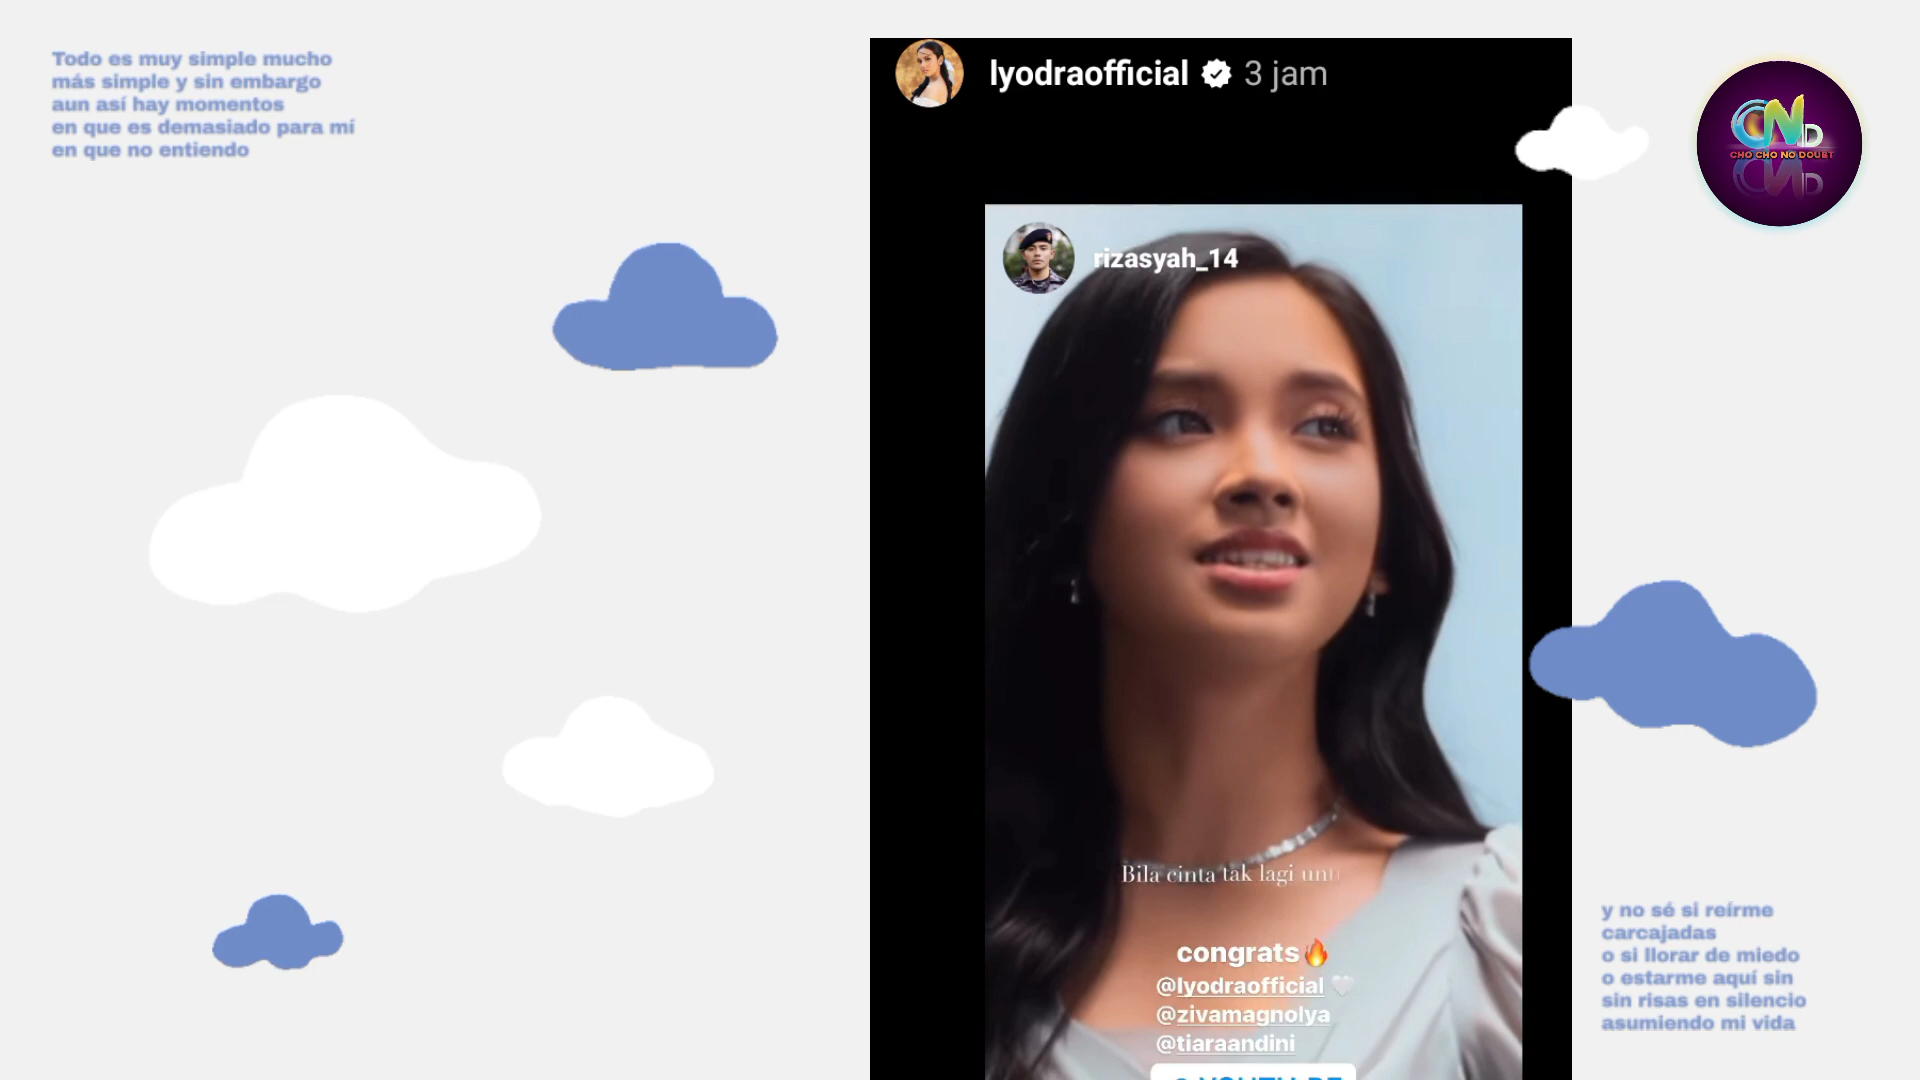 Todo es muy simple mucho
más simple y sin embargo
aun así hay momentos
en que es demasiado para mí
en que no entiendo
lyodraofficial 3 jam
CND
CHO CHO NO DOUBT
rizasyah_14
Bila cinta tak lagi untu
congrats🔥
@lyodraofficial 🤍
@zivamagnolya
@tiaraandini
y no sé si reírme
carcajadas
o si llorar de miedo
o estarme aquí sin
sin risas en silencio
asumiendo mi vida